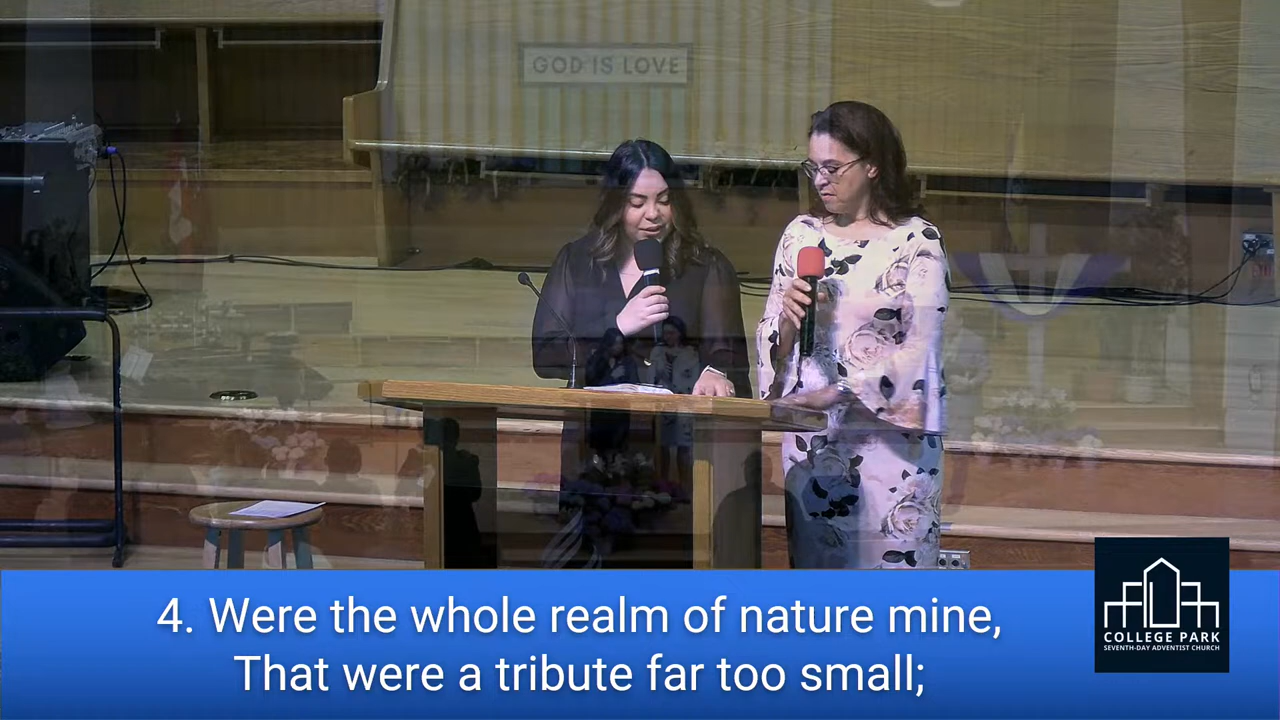 GOD IS LOVE
4. Were the whole realm of nature mine,
That were a tribute far too small;
COLLEGE PARK
SEVENTH-DAY ADVENTIST CHURCH